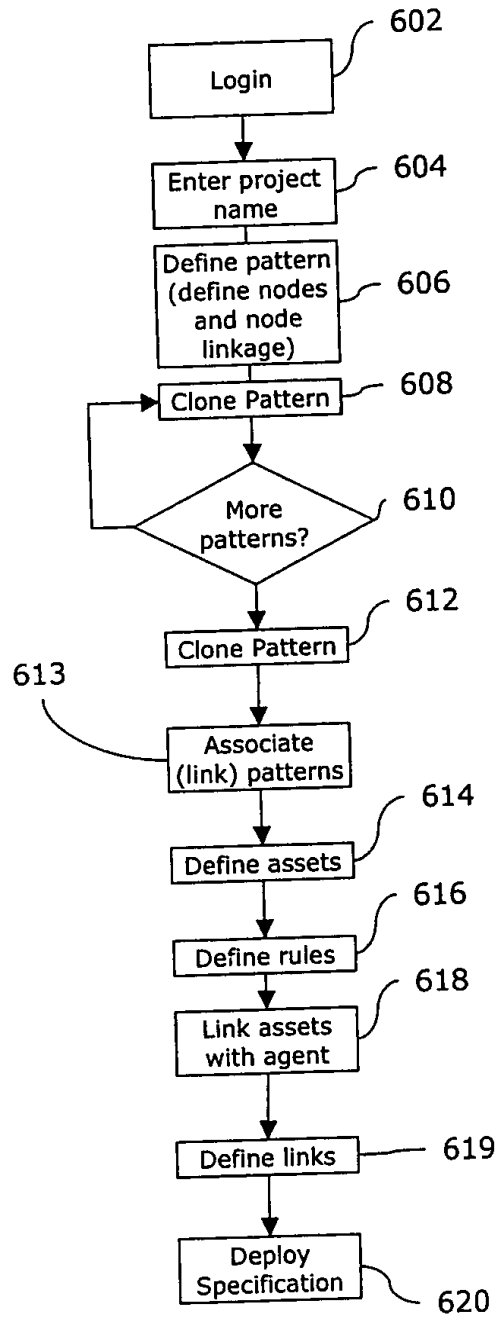 602
Login
Enter project
name
604
Define pattern
(define nodes
and node
linkage)
606
Clone Pattern
608
More
patterns?
610
Clone Pattern
612
613
Associate
(link) patterns
Define assets
614
Define rules
616
Link assets
with agent
618
Define links
619
Deploy
Specification
620